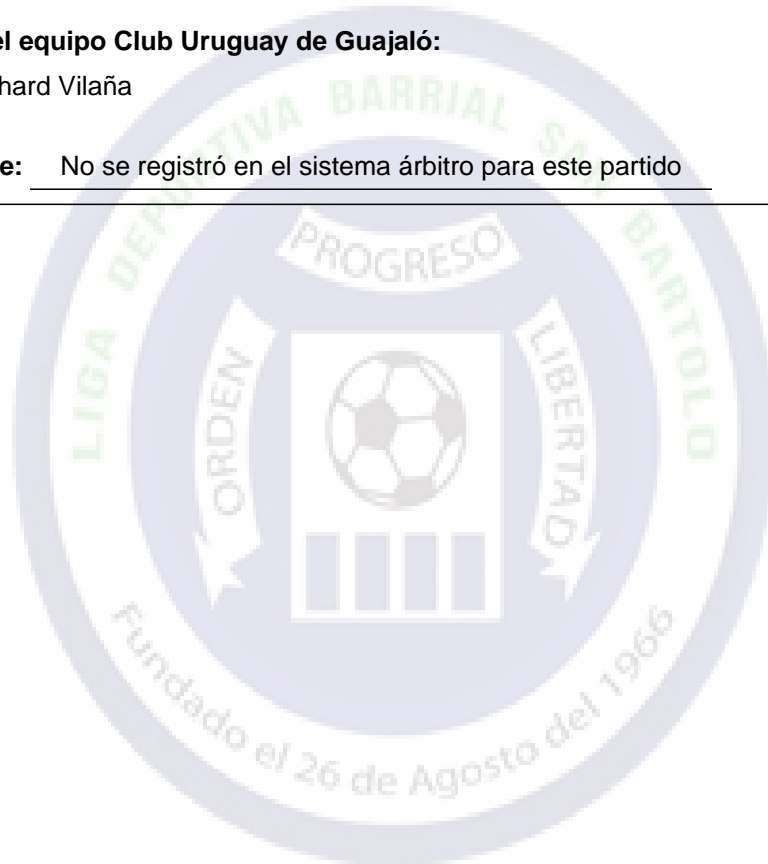 el equipo Club Uruguay de Guajaló:
hard Vilaña
e: No se registró en el sistema árbitro para este partido
LIGA DEPORTIVA BARRIAL SAN BARTOLO
PROGRESO
ORDEN
LIBERTAD
Fundado el 26 de Agosto del 1966